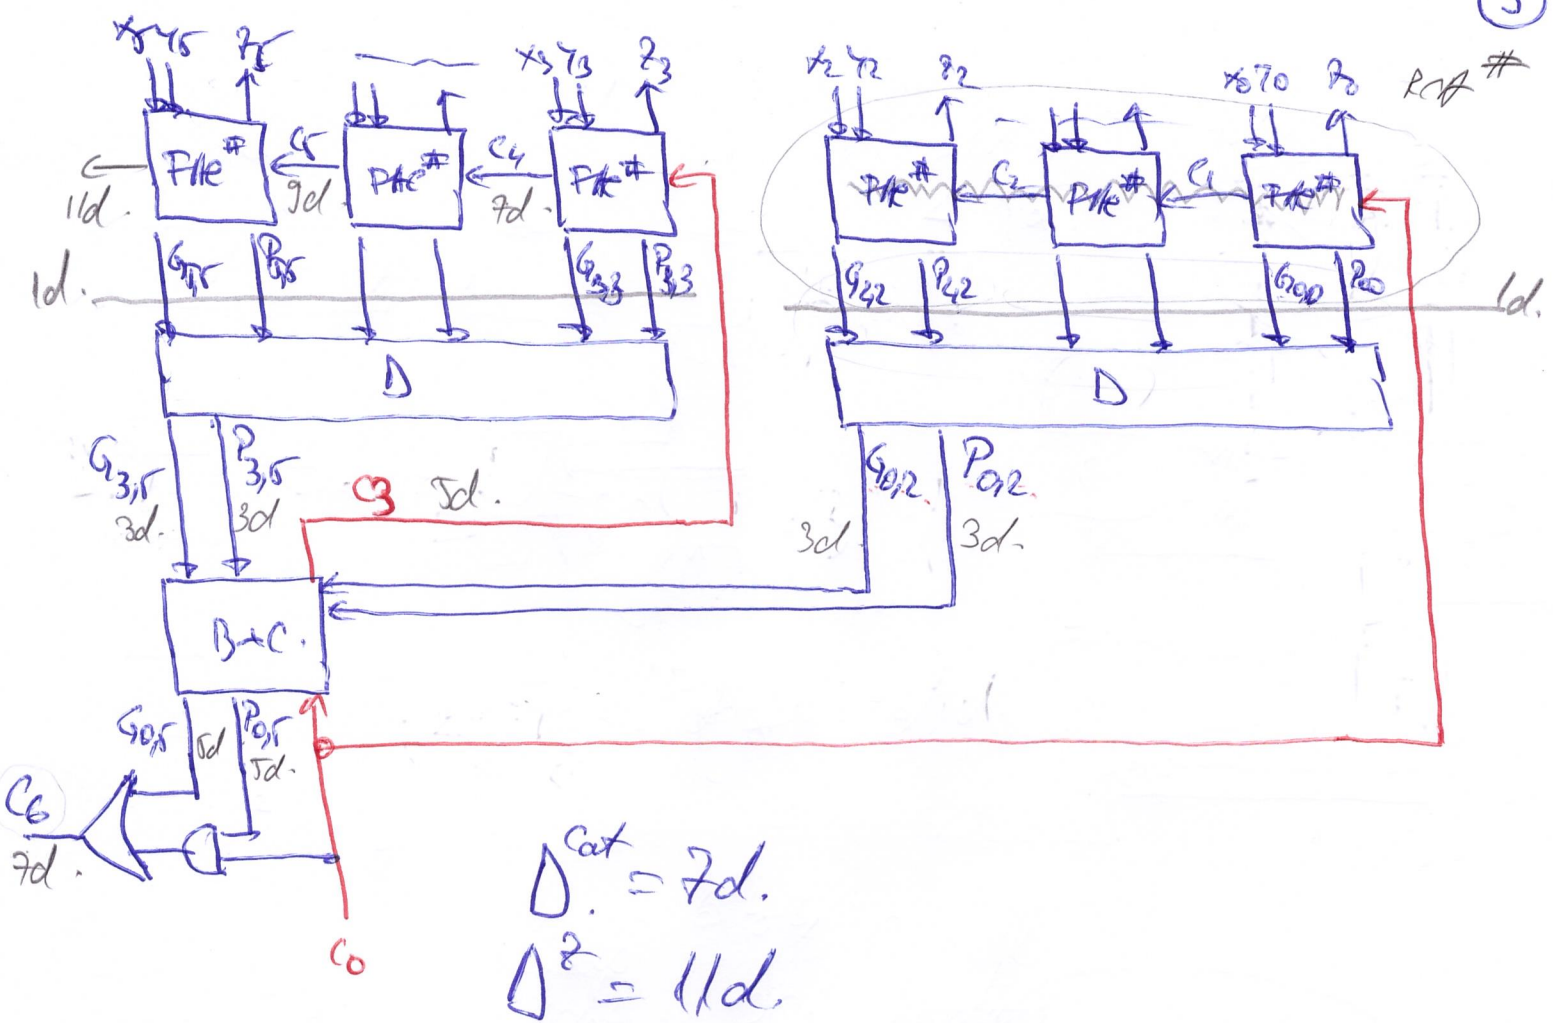 3
x5 Y5 Z5
x3 Y3 Z3
x2 Y2 Z2
x0 Y0 Z0
#
FAe# C5 FAe# C4 FAe#
FAe# C2 FAe# C1 FAe#
11d. 9d. 7d.
G5,5 P5,5 G3,3 P3,3
G2,2 P2,2 G0,0 P0,0
1d. 1d.
D D
G3,5 P3,5
3d. 3d
C3 5d.
G0,2 P0,2
3d. 3d.
B+C.
G0,5 P0,5
5d 5d.
C6
7d.
C0
Δ = 7d.
Δ^Z = 11d.